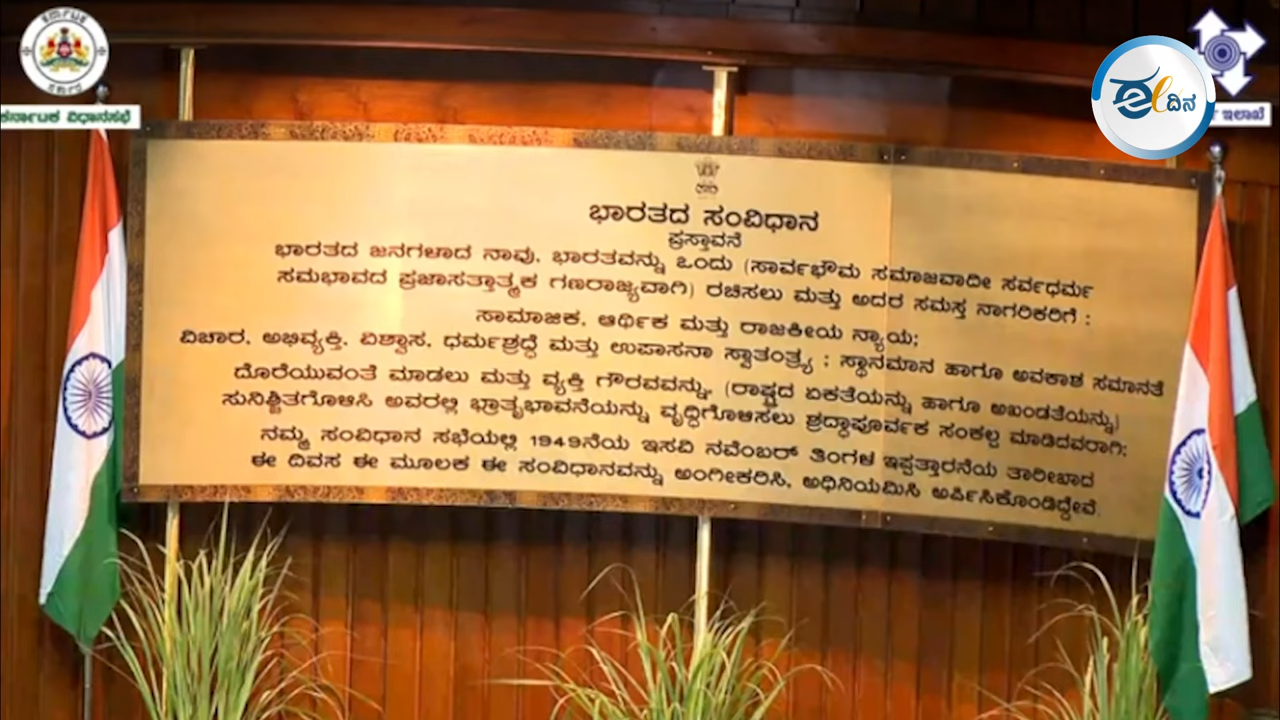 ಕರ್ನಾಟಕ ವಿಧಾನಸಭೆ
ಈ ದಿನ
ಇಲಾಖೆ
ಭಾರತದ ಸಂವಿಧಾನ
ಪ್ರಸ್ತಾವನೆ
ಭಾರತದ ಜನಗಳಾದ ನಾವು, ಭಾರತವನ್ನು ಒಂದು (ಸಾರ್ವಭೌಮ ಸಮಾಜವಾದೀ ಸರ್ವಧರ್ಮ
ಸಮಭಾವದ ಪ್ರಜಾಸತ್ತಾತ್ಮಕ ಗಣರಾಜ್ಯವಾಗಿ) ರಚಿಸಲು ಮತ್ತು ಅದರ ಸಮಸ್ತ ನಾಗರಿಕರಿಗೆ :
ಸಾಮಾಜಿಕ, ಆರ್ಥಿಕ ಮತ್ತು ರಾಜಕೀಯ ನ್ಯಾಯ;
ವಿಚಾರ, ಅಭಿವ್ಯಕ್ತಿ, ವಿಶ್ವಾಸ, ಧರ್ಮಶ್ರದ್ಧೆ ಮತ್ತು ಉಪಾಸನಾ ಸ್ವಾತಂತ್ರ್ಯ ; ಸ್ಥಾನಮಾನ ಹಾಗೂ ಅವಕಾಶ ಸಮಾನತೆ
ದೊರೆಯುವಂತೆ ಮಾಡಲು ಮತ್ತು ವ್ಯಕ್ತಿ ಗೌರವವನ್ನು, (ರಾಷ್ಟ್ರದ ಏಕತೆಯನ್ನು ಹಾಗೂ ಅಖಂಡತೆಯನ್ನು)
ಸುನಿಶ್ಚಿತಗೊಳಿಸಿ ಅವರಲ್ಲಿ ಭ್ರಾತೃಭಾವನೆಯನ್ನು ವೃದ್ಧಿಗೊಳಿಸಲು ಶ್ರದ್ಧಾಪೂರ್ವಕ ಸಂಕಲ್ಪ ಮಾಡಿದವರಾಗಿ;
ನಮ್ಮ ಸಂವಿಧಾನ ಸಭೆಯಲ್ಲಿ 1949ನೆಯ ಇಸವಿ ನವೆಂಬರ್ ತಿಂಗಳ ಇಪ್ಪತ್ತಾರನೆಯ ತಾರೀಖಾದ
ಈ ದಿವಸ ಈ ಮೂಲಕ ಈ ಸಂವಿಧಾನವನ್ನು ಅಂಗೀಕರಿಸಿ, ಅಧಿನಿಯಮಿಸಿ ಅರ್ಪಿಸಿಕೊಂಡಿದ್ದೇವೆ.